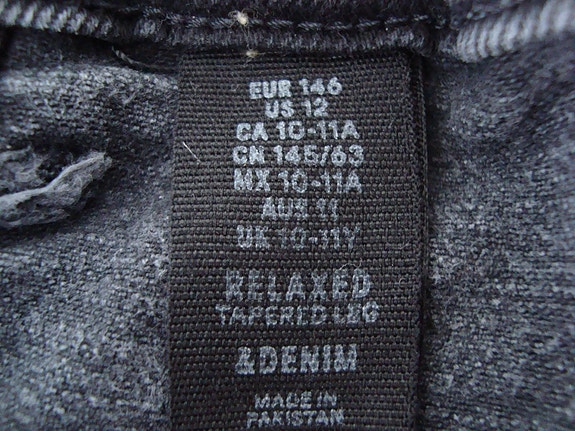 EUR 146
US 12
CA 10-11A
CN 145/63
MX 10-11A
AUS 11
UK 10-11Y
RELAXED
TAPERED LEG
&DENIM
MADE IN
PAKISTAN